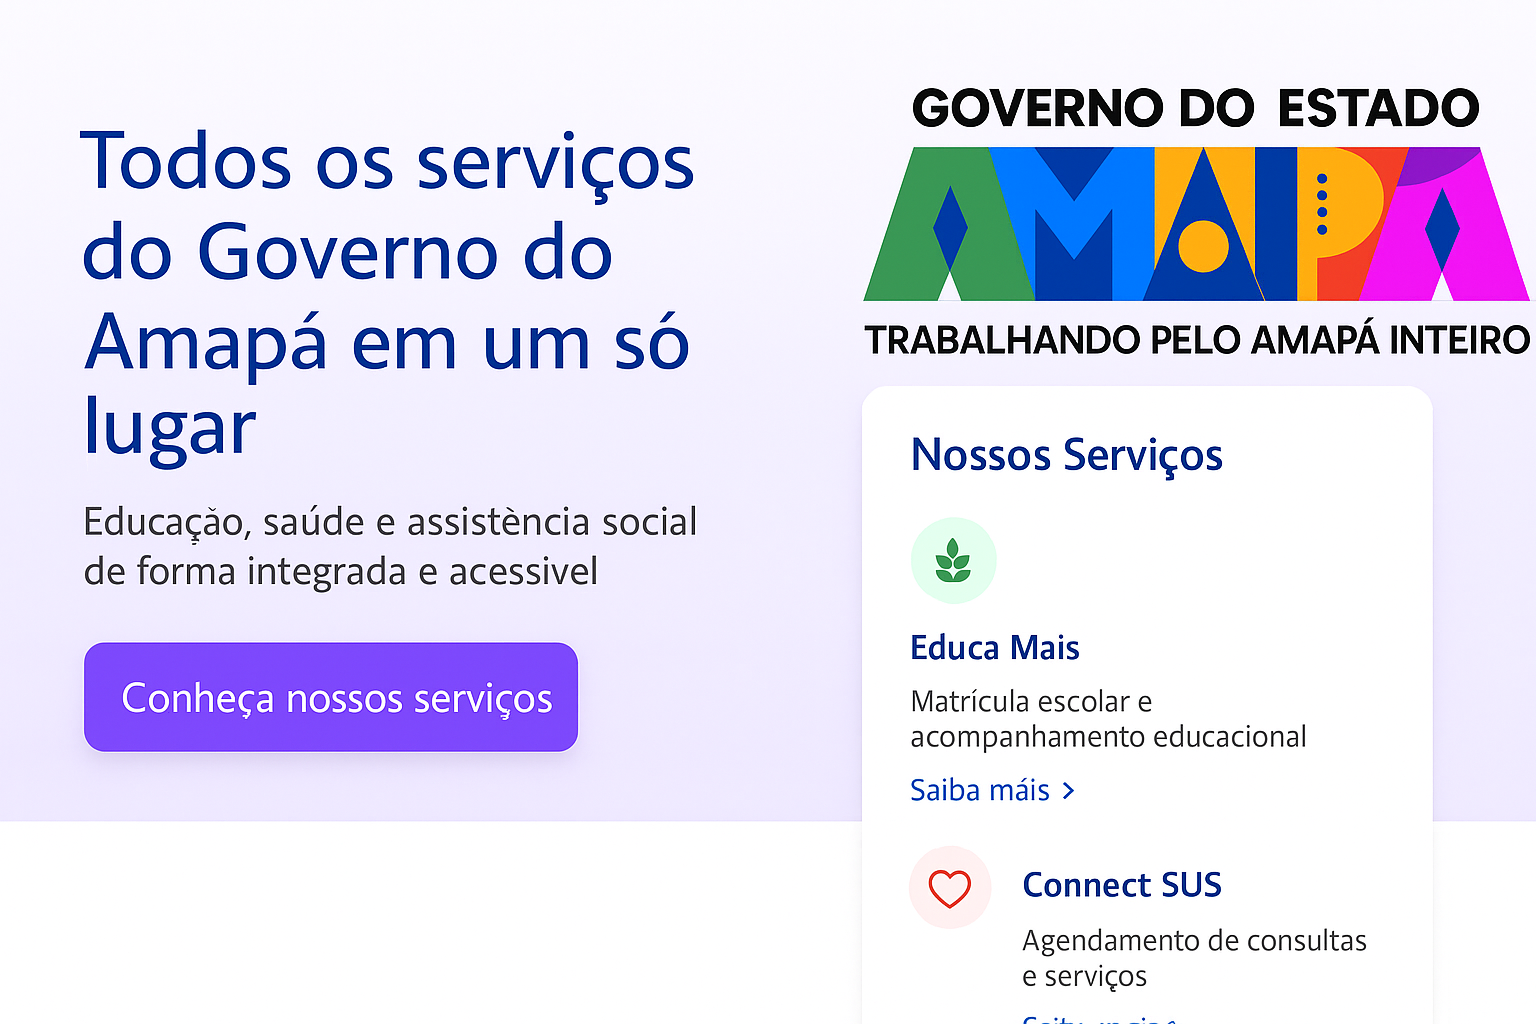 Todos os serviços
do Governo do
Amapá em um só
lugar
Educação, saúde e assistència social
de forma integrada e acessivel
Conheça nossos serviços
GOVERNO DO ESTADO
AMAPA
TRABALHANDO PELO AMAPÁ INTEIRO
Nossos Serviços
Educa Mais
Matrícula escolar e
acompanhamento educacional
Saiba máis >
Connect SUS
Agendamento de consultas
e serviços